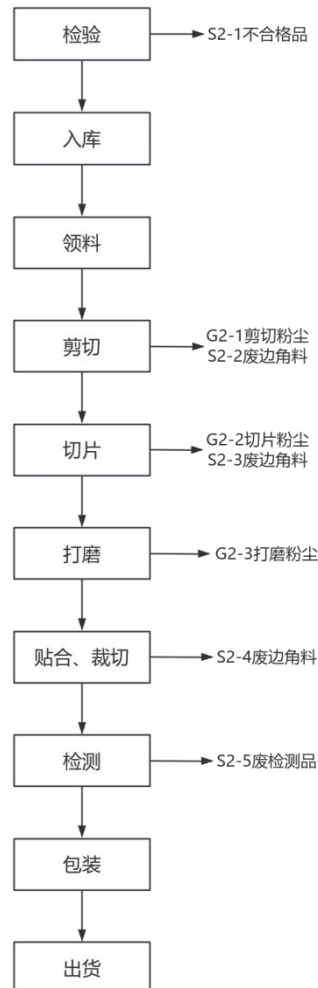 检验
S2-1不合格品
入库
领料
剪切
G2-1剪切粉尘
S2-2废边角料
切片
G2-2切片粉尘
S2-3废边角料
打磨
G2-3打磨粉尘
贴合、裁切
S2-4废边角料
检测
S2-5废检测品
包装
出货